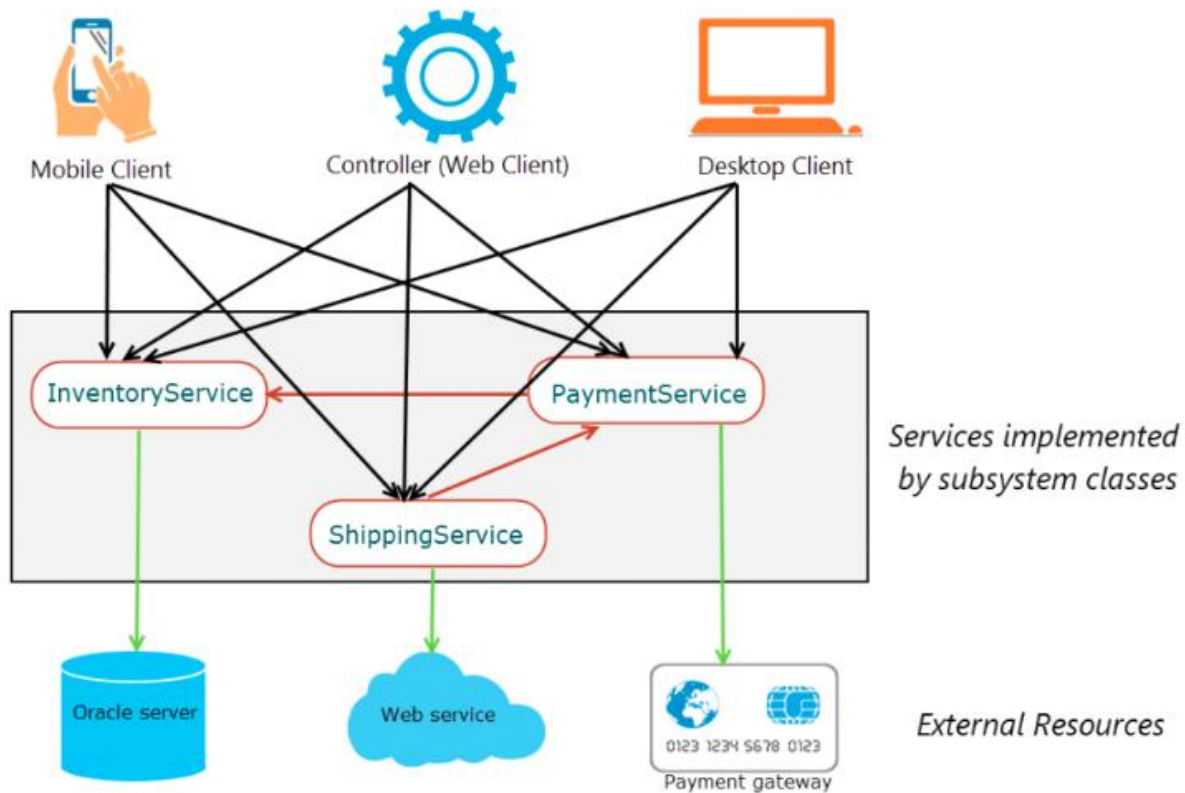 Mobile Client
Controller (Web Client)
Desktop Client
InventoryService
PaymentService
ShippingService
Services implemented
by subsystem classes
Oracle server
Web service
0123 1234 5678 0123
Payment gateway
External Resources